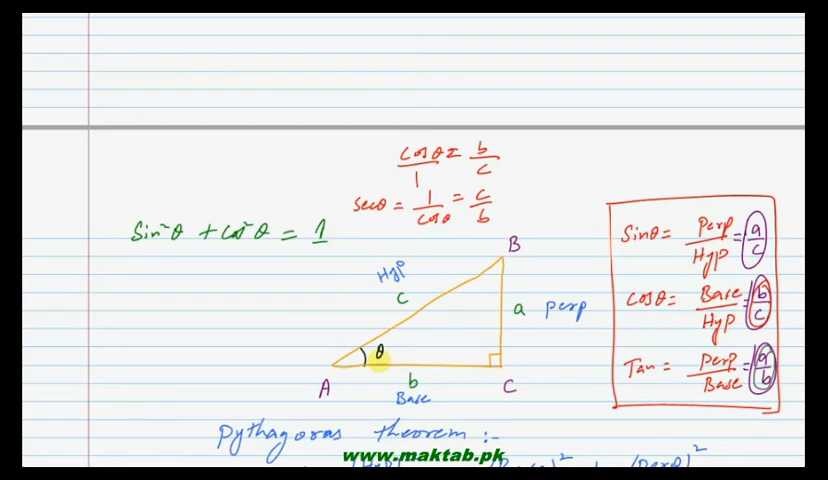 cosθ = b/c
1
secθ = 1/cosθ = c/b
Sin²θ + cos²θ = 1
Sinθ = Perp/Hyp = a/c
cosθ = Base/Hyp = b/c
Tan = Perp/Base = a/b
B
Hyp
c
a perp
θ
A b C
Base
Pythagoras theorem :-
www.maktab.pk